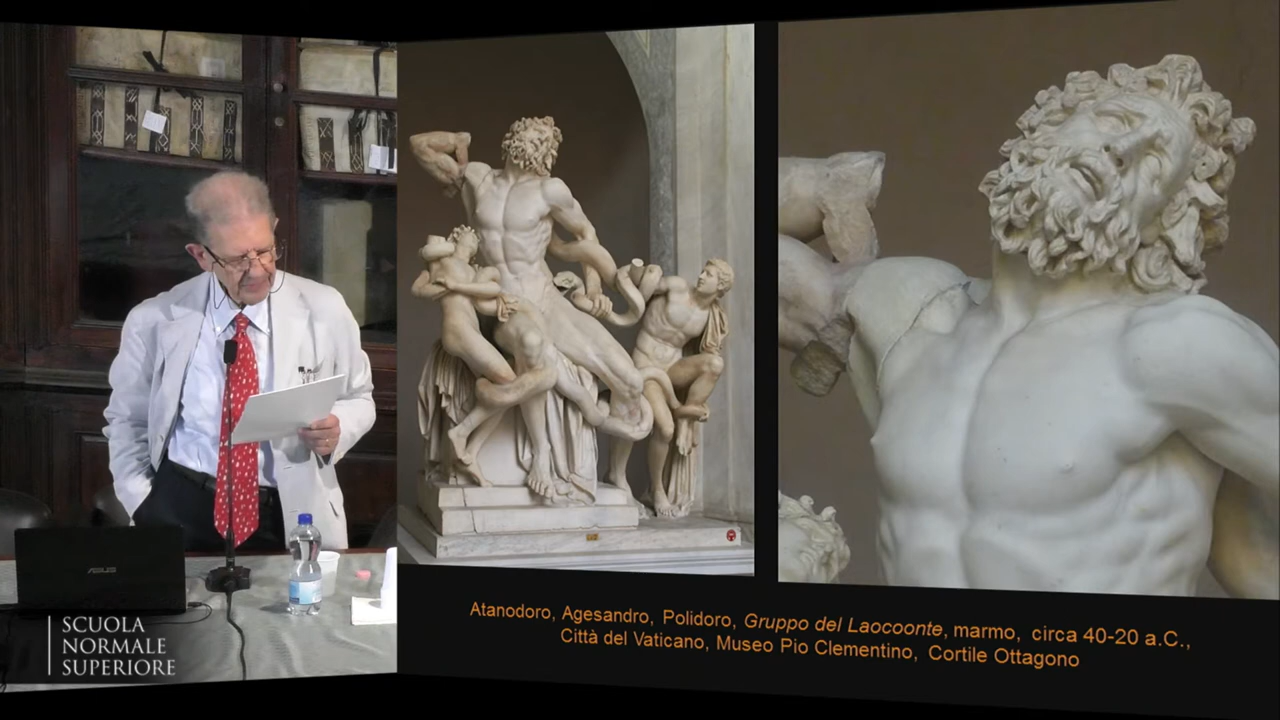 ASUS
SCUOLA
NORMALE
SUPERIORE
Atanodoro, Agesandro, Polidoro, Gruppo del Laocoonte, marmo, circa 40-20 a.C.,
Città del Vaticano, Museo Pio Clementino, Cortile Ottagono